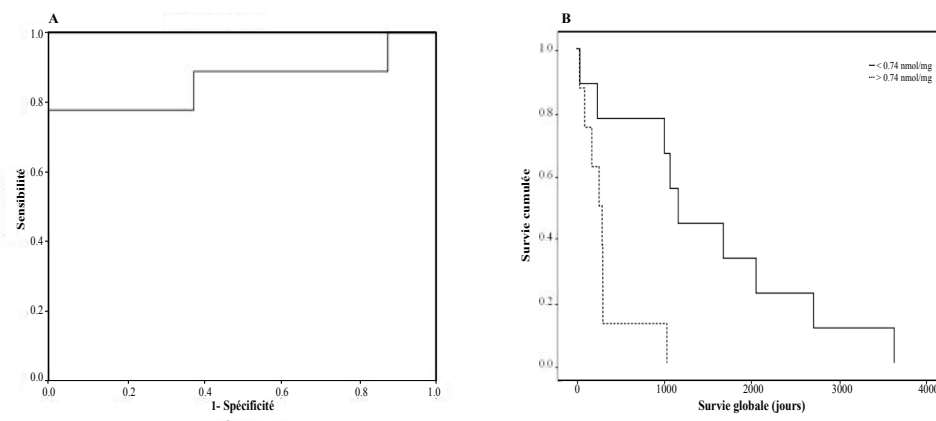 A
1.0
0.8
0.6
0.4
0.2
0.0
Sensibilité
0.0 0.2 0.4 0.6 0.8 1.0
1- Spécificité
B
1.0
0.8
0.6
0.4
0.2
0.0
Survie cumulée
< 0.74 nmol/mg
> 0.74 nmol/mg
0 1000 2000 3000 4000
Survie globale (jours)